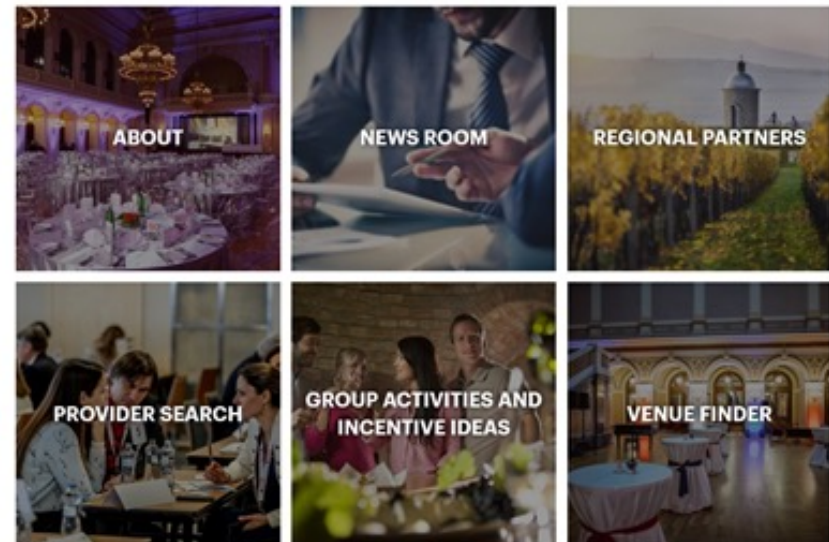 ABOUT
NEWS ROOM
REGIONAL PARTNERS
PROVIDER SEARCH
GROUP ACTIVITIES AND
INCENTIVE IDEAS
VENUE FINDER